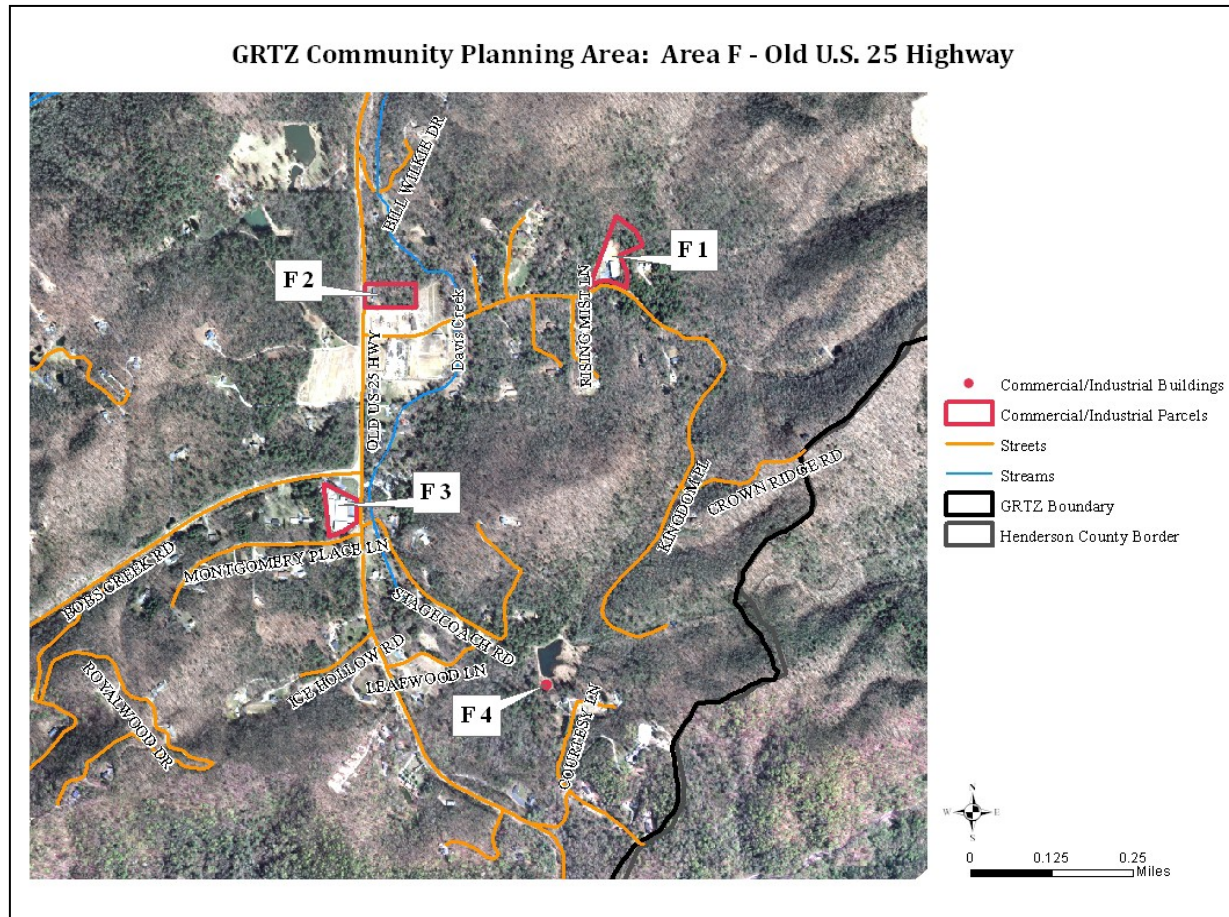 GRTZ Community Planning Area: Area F - Old U.S. 25 Highway
BILL WILKIE DR
F 1
F 2
RISING MIST LN
Davis Creek
OLD US 25 HWY
Commercial/Industrial Buildings
Commercial/Industrial Parcels
Streets
Streams
GRTZ Boundary
Henderson County Border
F 3
CROWN RIDGE RD
KINGDOM PL
MONTGOMERY PLACE LN
BOBS CREEK RD
STAGECOACH RD
ICE HOLLOW RD
LEAFWOOD LN
ROYALWOOD DR
F 4
COURTESY LN
N
W E
S
0 0.125 0.25
Miles